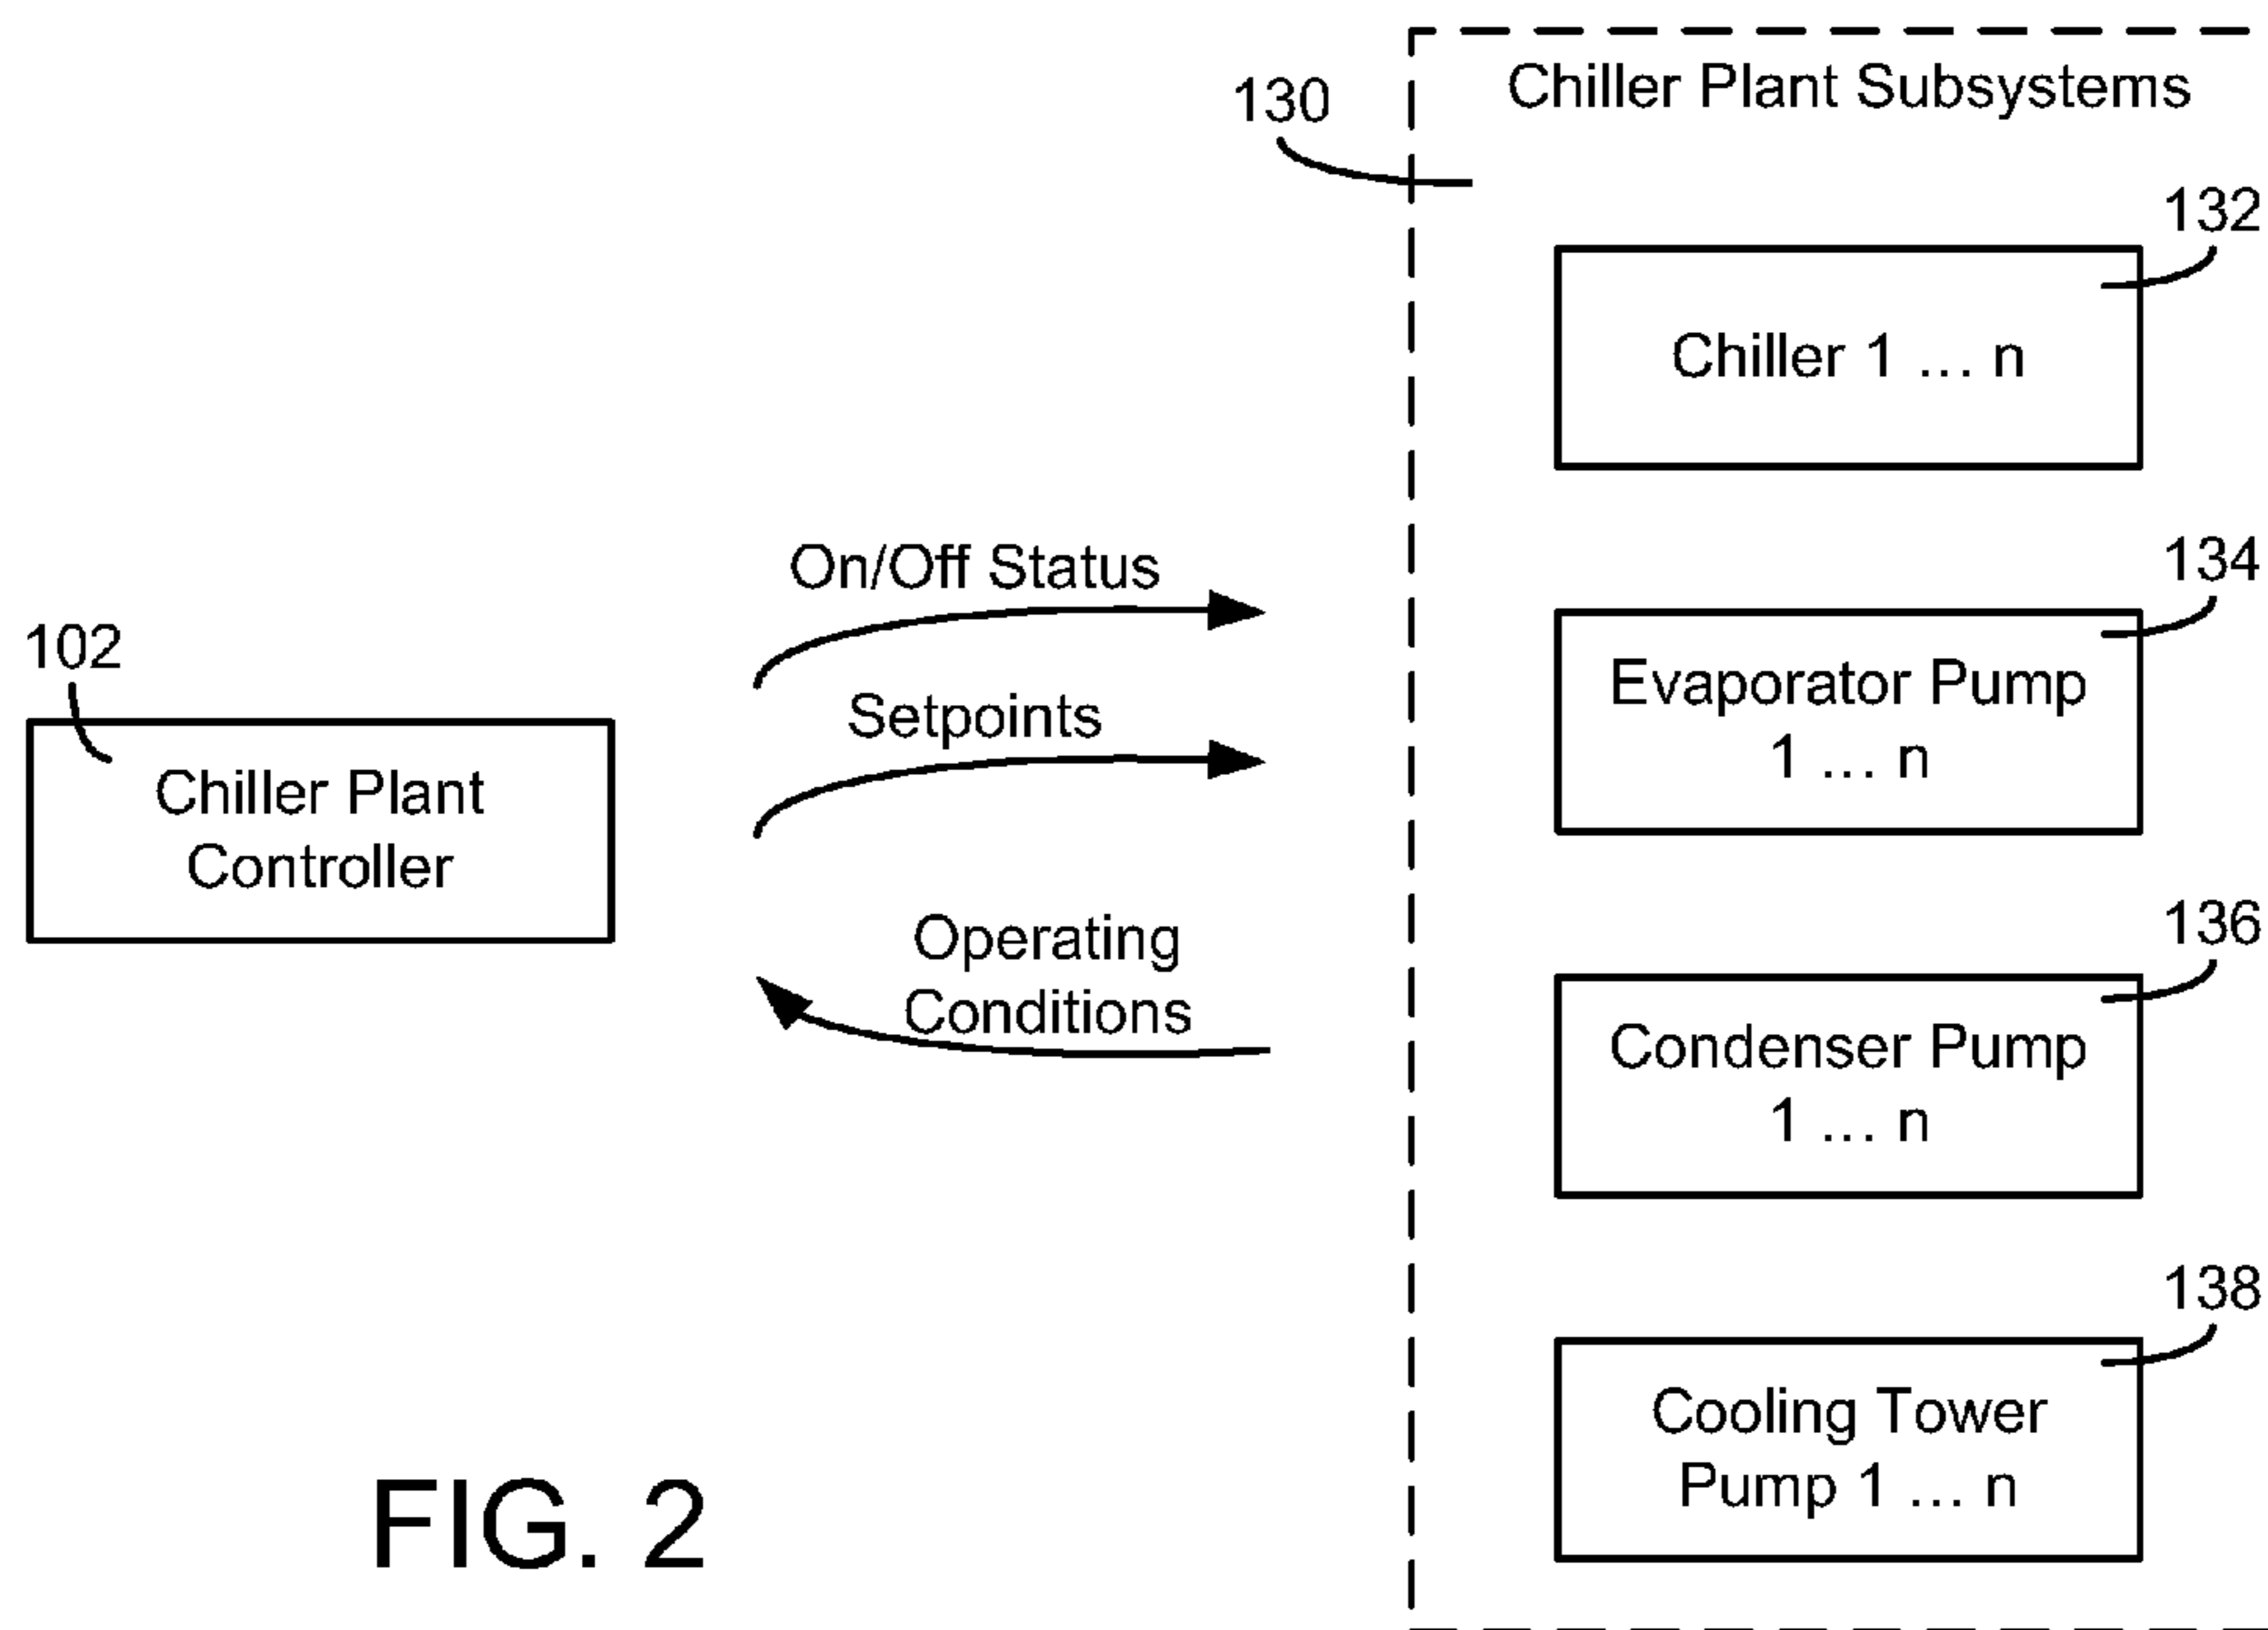 Chiller Plant Subsystems
130
132
Chiller 1 ... n
On/Off Status
134
102
Setpoints
Evaporator Pump
1 ... n
Chiller Plant
Controller
Operating
Conditions
136
Condenser Pump
1 ... n
138
Cooling Tower
Pump 1 ... n
FIG. 2